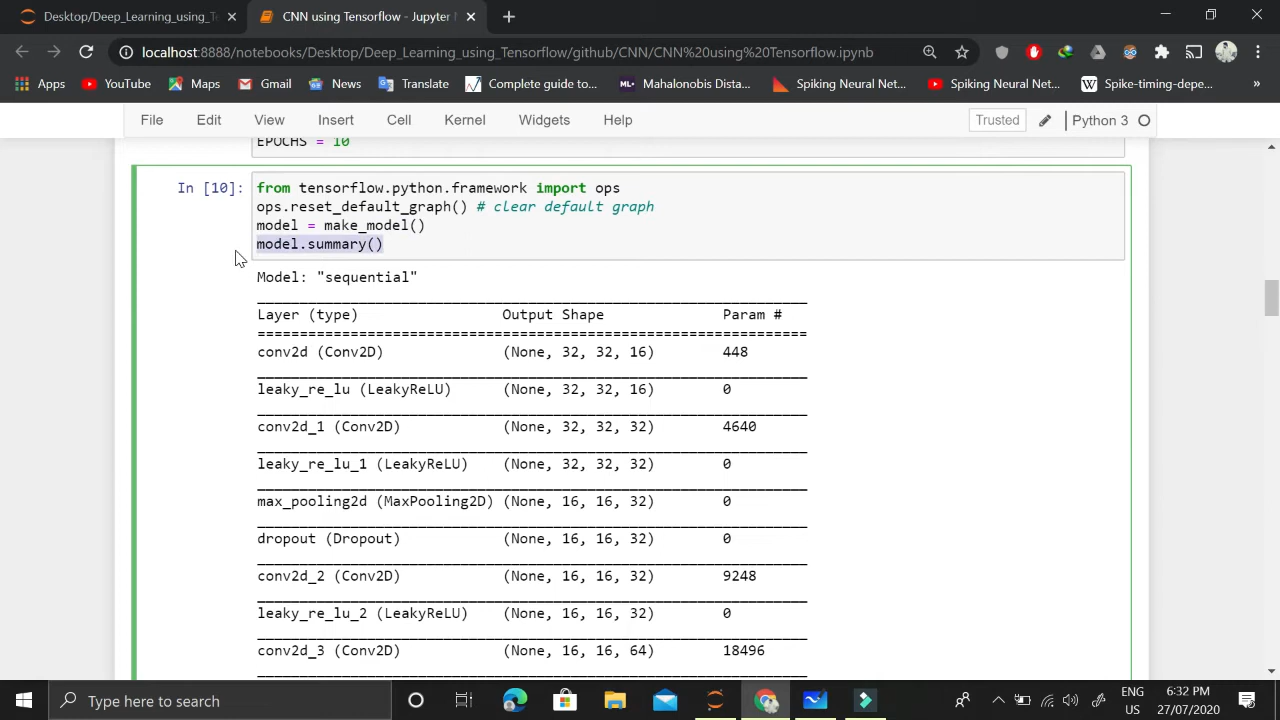 Desktop/Deep_Learning_using_T
CNN using Tensorflow - Jupyter N
localhost:8888/notebooks/Desktop/Deep_Learning_using_Tensorflow/github/CNN/CNN%20using%20Tensorflow.ipynb
Apps YouTube Maps Gmail News Translate Complete guide to... ML+ Mahalonobis Distan... Spiking Neural Net... Spiking Neural Net... W Spike-timing-depe... »
File Edit View Insert Cell Kernel Widgets Help Trusted Python 3
EPOCHS = 10
In [10]: from tensorflow.python.framework import ops
ops.reset_default_graph() # clear default graph
model = make_model()
model.summary()
Model: "sequential"
Layer (type) Output Shape Param #
conv2d (Conv2D) (None, 32, 32, 16) 448
leaky_re_lu (LeakyReLU) (None, 32, 32, 16) 0
conv2d_1 (Conv2D) (None, 32, 32, 32) 4640
leaky_re_lu_1 (LeakyReLU) (None, 32, 32, 32) 0
max_pooling2d (MaxPooling2D) (None, 16, 16, 32) 0
dropout (Dropout) (None, 16, 16, 32) 0
conv2d_2 (Conv2D) (None, 16, 16, 32) 9248
leaky_re_lu_2 (LeakyReLU) (None, 16, 16, 32) 0
conv2d_3 (Conv2D) (None, 16, 16, 64) 18496
Type here to search
ENG
US
6:32 PM
27/07/2020